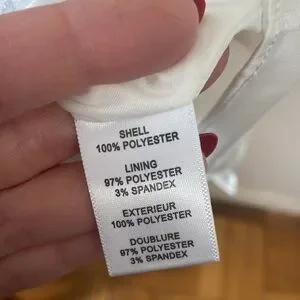 SHELL
100% POLYESTER
LINING
97% POLYESTER
3% SPANDEX
EXTERIEUR
100% POLYESTER
DOUBLURE
97% POLYESTER
3% SPANDEX